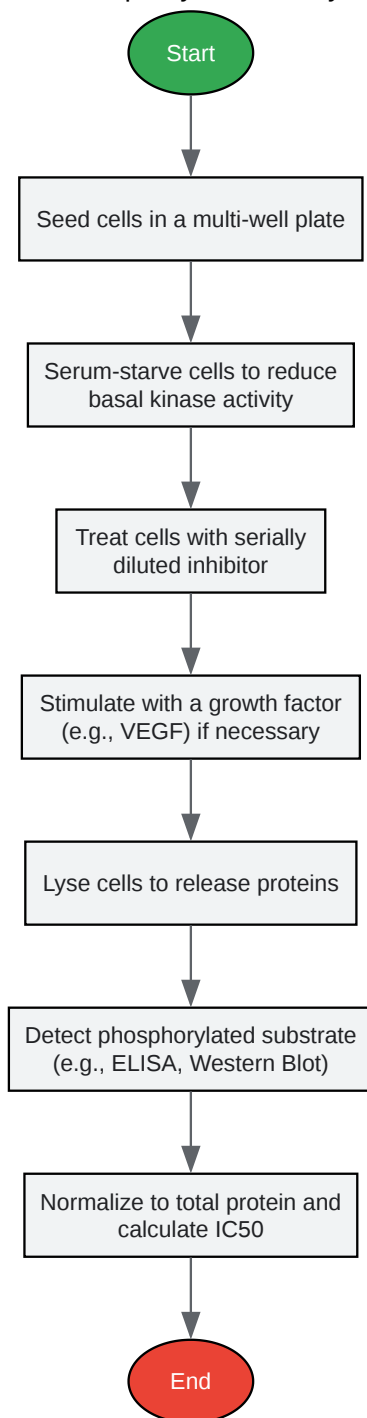 Start
Seed cells in a multi-well plate
Serum-starve cells to reduce
basal kinase activity
Treat cells with serially
diluted inhibitor
Stimulate with a growth factor
(e.g., VEGF) if necessary
Lyse cells to release proteins
Detect phosphorylated substrate
(e.g., ELISA, Western Blot)
Normalize to total protein and
calculate IC50
End